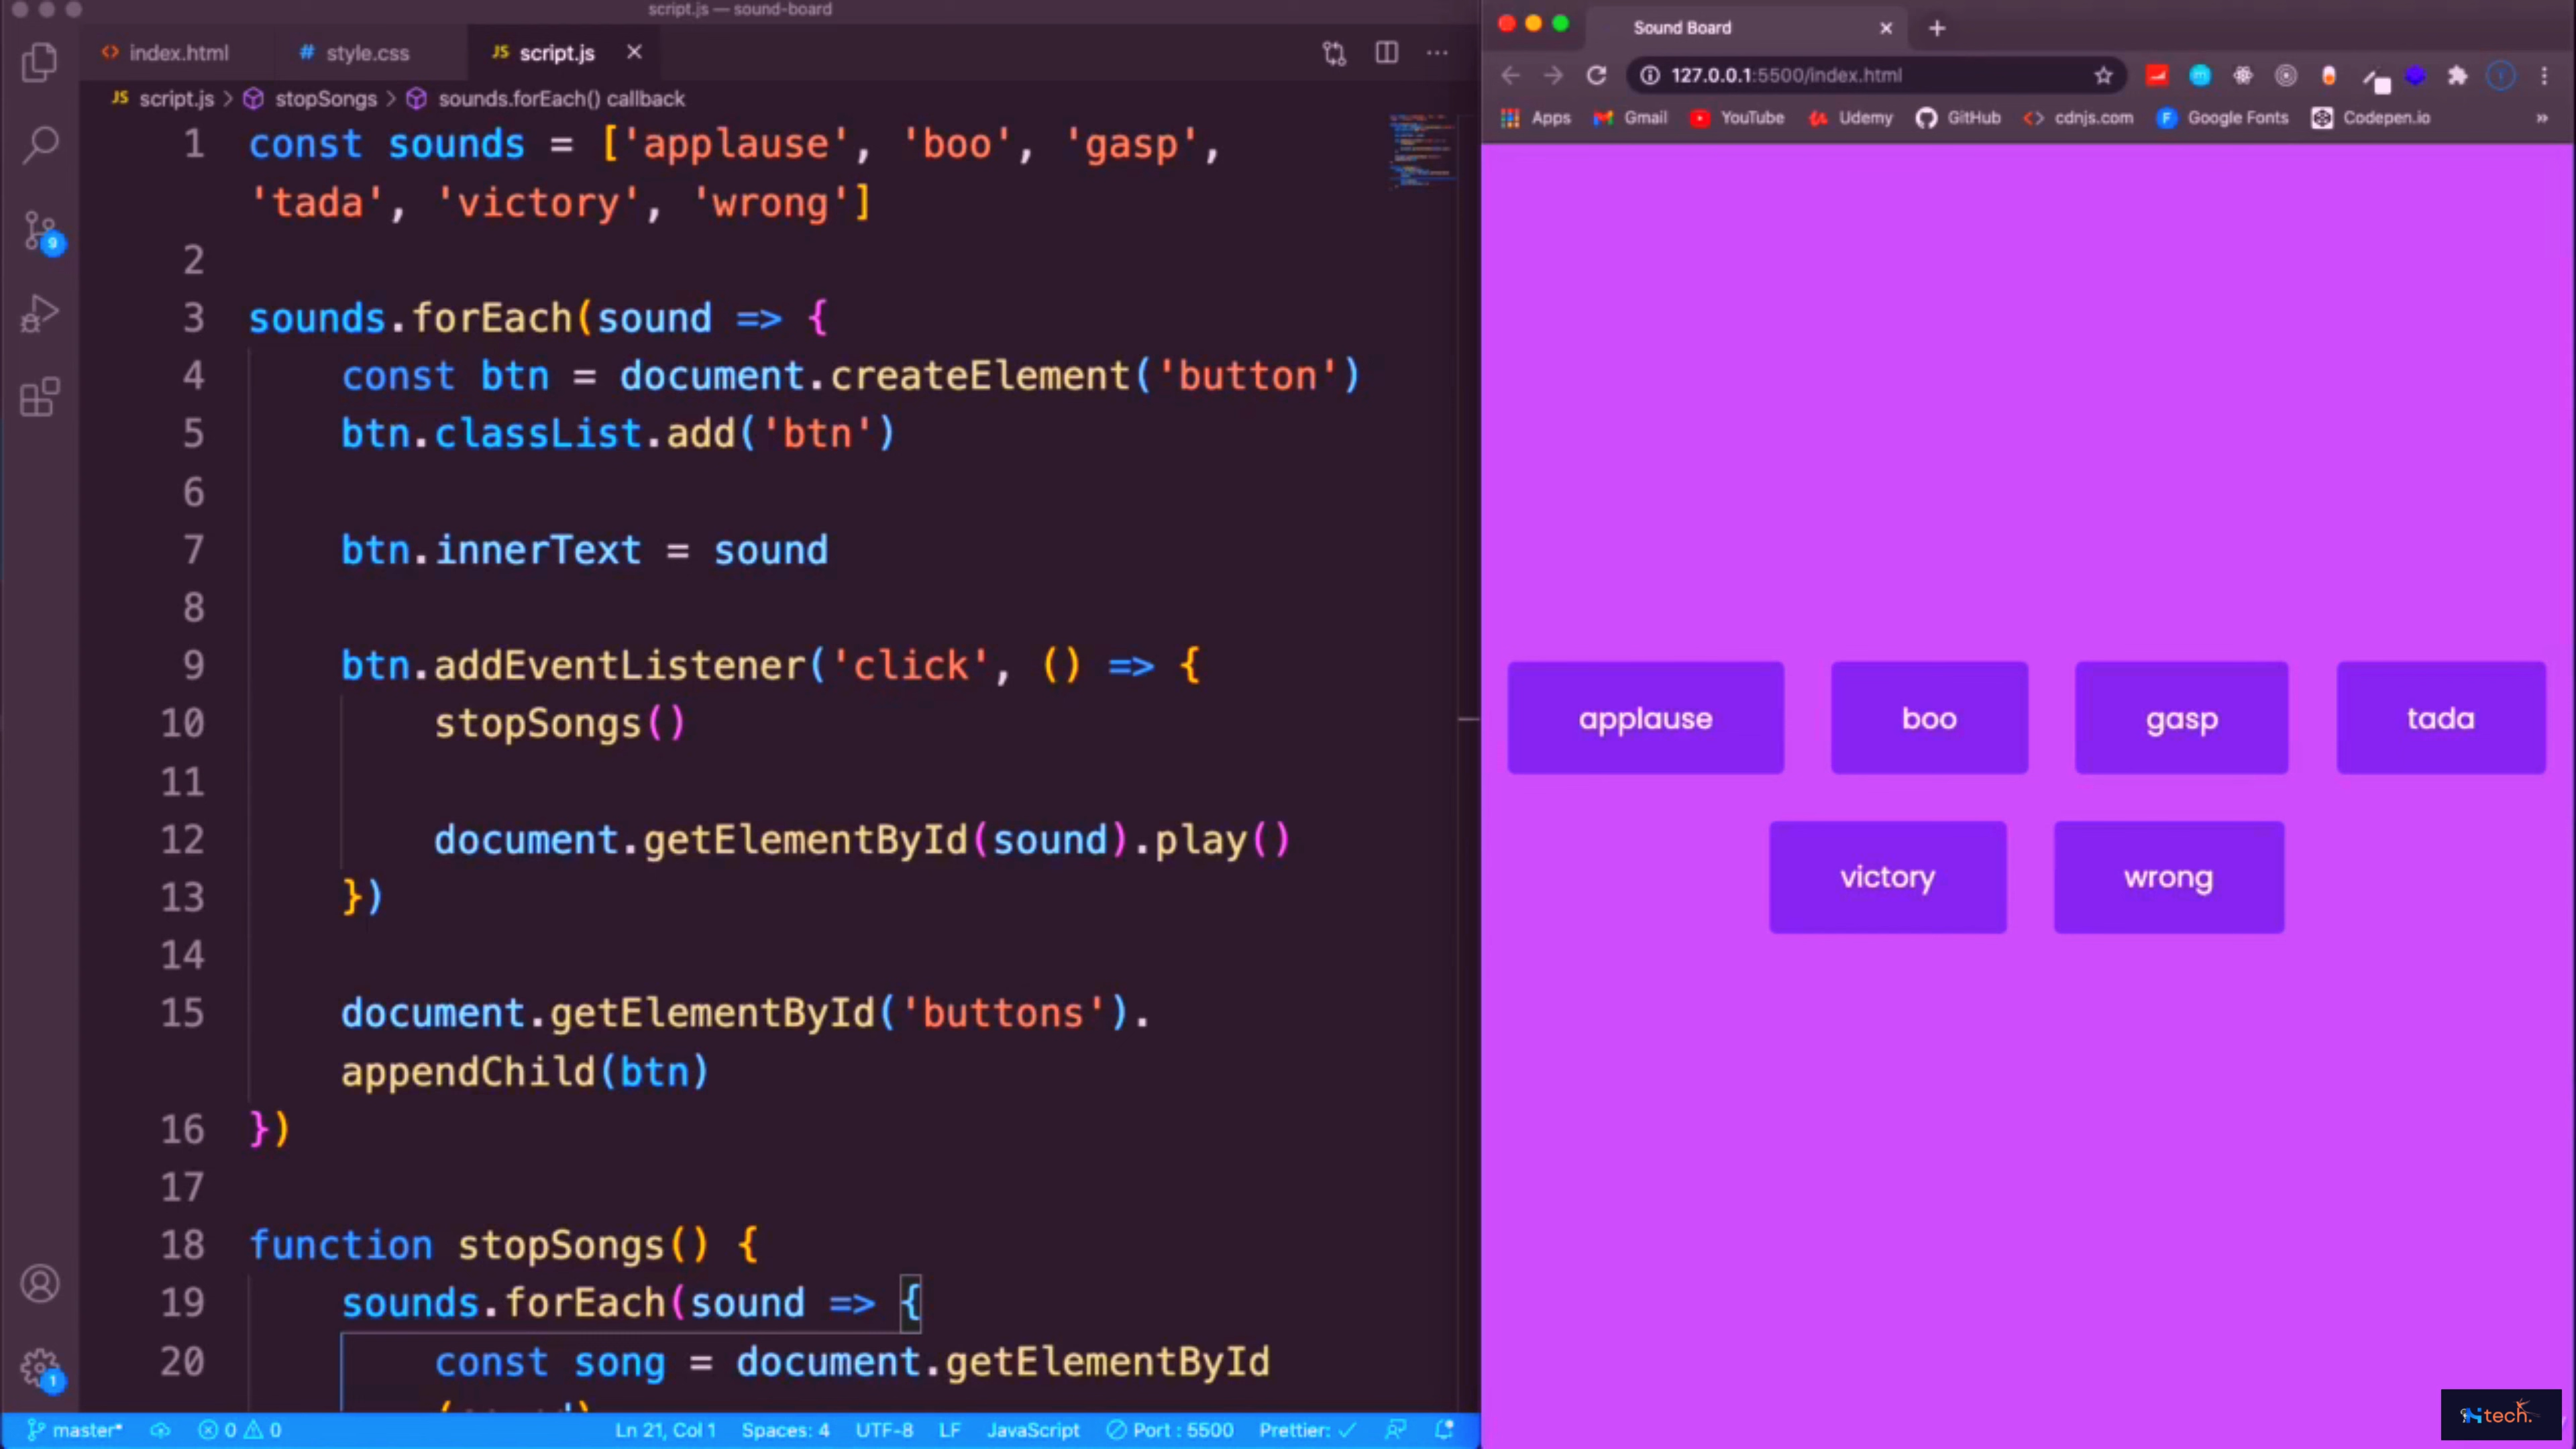 script.js — sound-board
index.html
style.css
JS script.js
JS script.js > stopSongs > sounds.forEach() callback
1 const sounds = ['applause', 'boo', 'gasp',
'tada', 'victory', 'wrong']
2
3 sounds.forEach(sound => {
4 const btn = document.createElement('button')
5 btn.classList.add('btn')
6
7 btn.innerText = sound
8
9 btn.addEventListener('click', () => {
10 stopSongs()
11
12 document.getElementById(sound).play()
13 })
14
15 document.getElementById('buttons').
appendChild(btn)
16 })
17
18 function stopSongs() {
19 sounds.forEach(sound => {
20 const song = document.getElementById
9
1
master* 0 0 Ln 21, Col 1 Spaces: 4 UTF-8 LF JavaScript Port : 5500 Prettier: ✓
Sound Board
127.0.0.1:5500/index.html
Apps Gmail YouTube Udemy GitHub cdnjs.com Google Fonts Codepen.io »
applause boo gasp tada
victory wrong
tech.